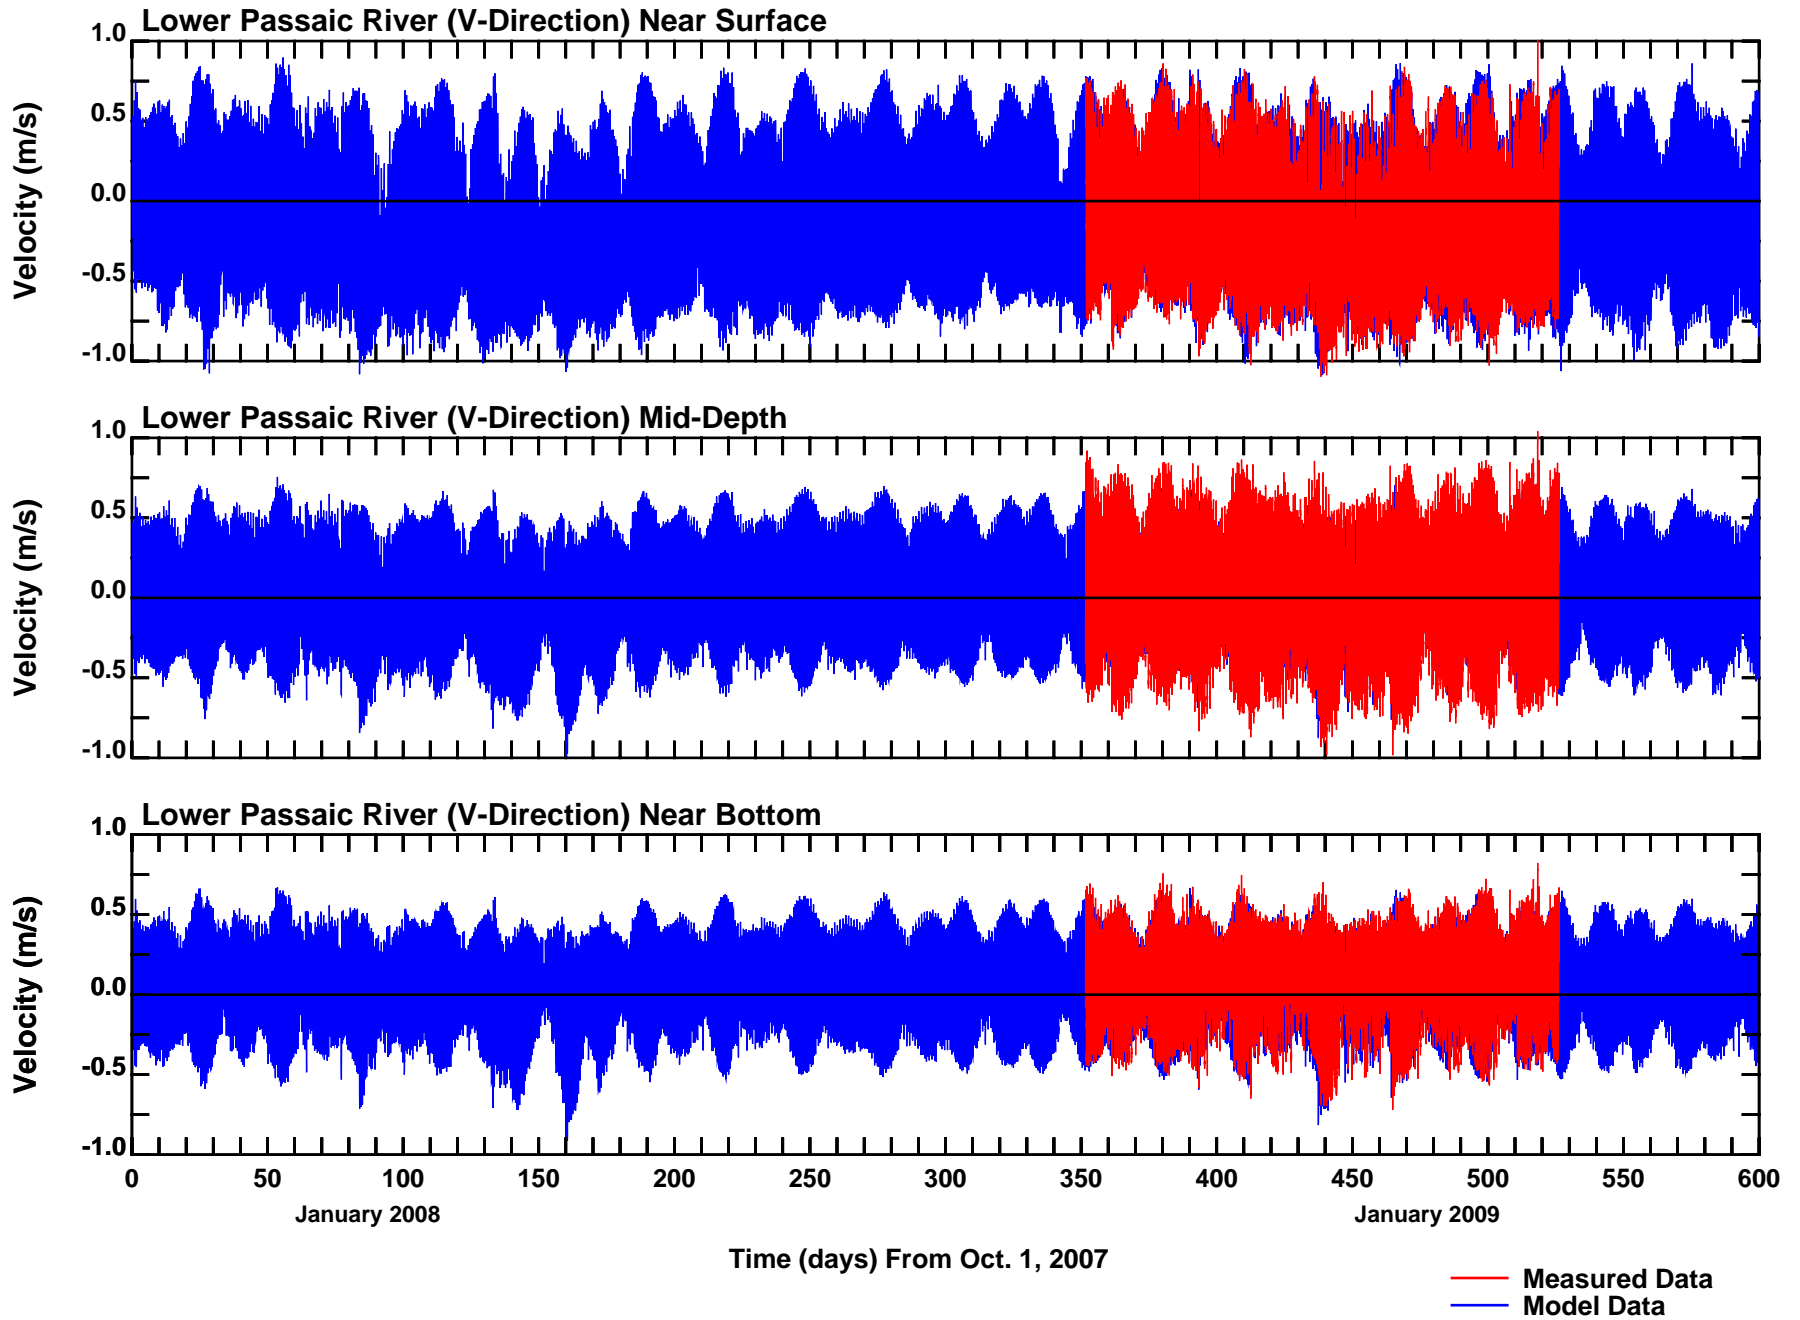 Lower Passaic River (V-Direction) Near Surface
1.0
0.5
0.0
-0.5
-1.0
Velocity (m/s)
Lower Passaic River (V-Direction) Mid-Depth
1.0
0.5
0.0
-0.5
-1.0
Velocity (m/s)
Lower Passaic River (V-Direction) Near Bottom
1.0
0.5
0.0
-0.5
-1.0
Velocity (m/s)
0 50 100 150 200 250 300 350 400 450 500 550 600
January 2008 January 2009
Time (days) From Oct. 1, 2007
Measured Data
Model Data